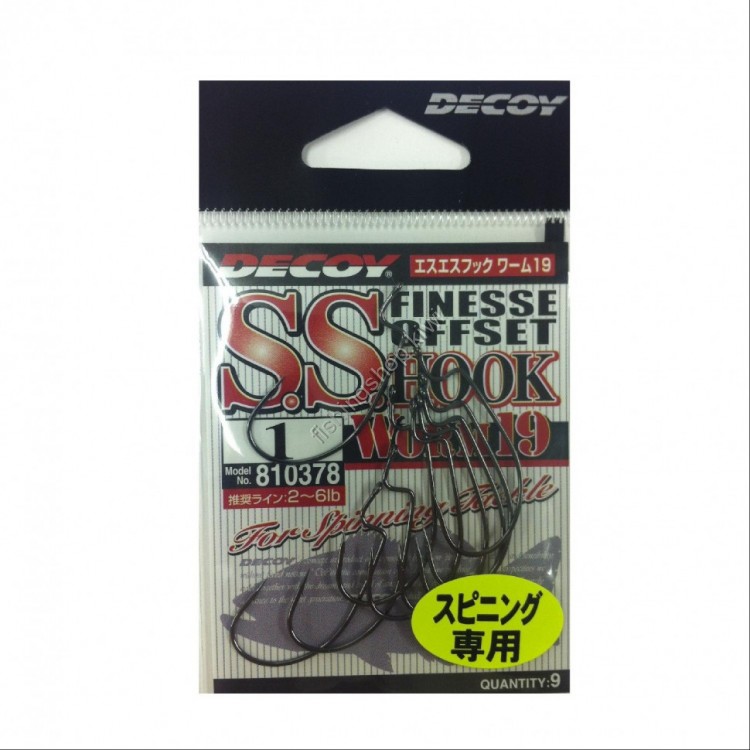 DECOY
DECOY®
エスエスフック ワーム19
FINESSE
OFFSET
S.S.HOOK
1
WORM19
Model No. 810378
推奨ライン:2〜6lb
For Spinning Tackle
DECOY
スピニング
専用
QUANTITY:9